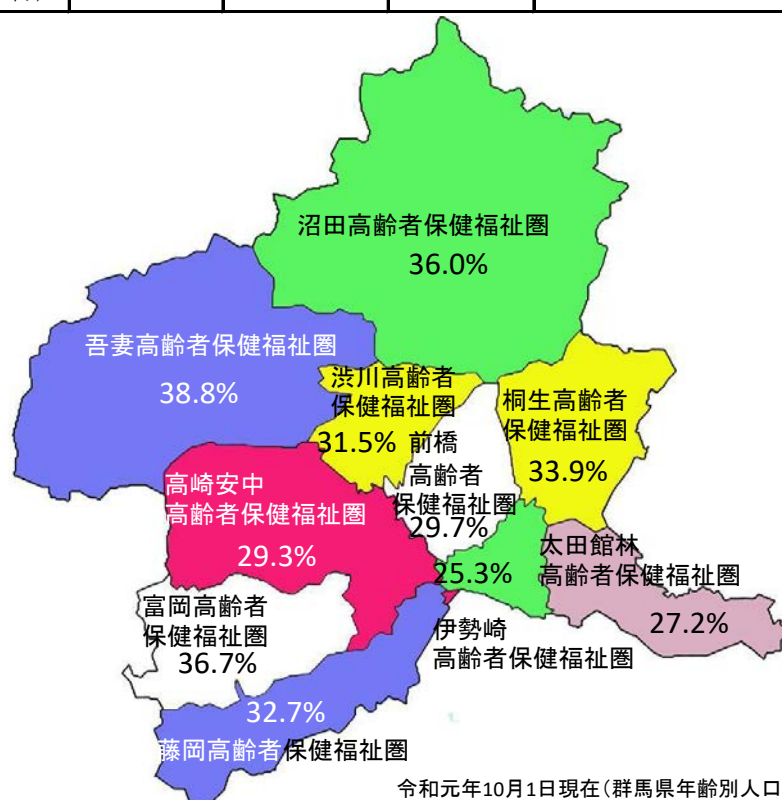 沼田高齢者保健福祉圏
36.0%
吾妻高齢者保健福祉圏
38.8%
渋川高齢者
保健福祉圏
31.5%
桐生高齢者
保健福祉圏
33.9%
前橋
高齢者
保健福祉圏
29.7%
高崎安中
高齢者保健福祉圏
29.3%
25.3%
伊勢崎
高齢者保健福祉圏
太田館林
高齢者保健福祉圏
27.2%
富岡高齢者
保健福祉圏
36.7%
32.7%
藤岡高齢者保健福祉圏
令和元年10月1日現在(群馬県年齢別人口